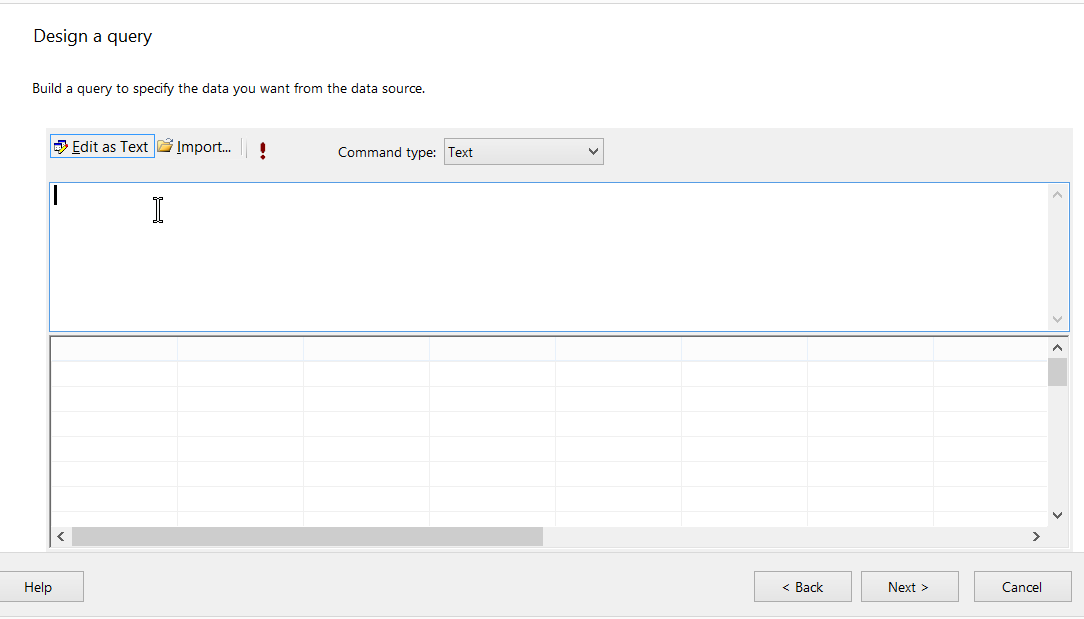 Design a query
Build a query to specify the data you want from the data source.
Edit as Text Import... Command type: Text
Help < Back Next > Cancel